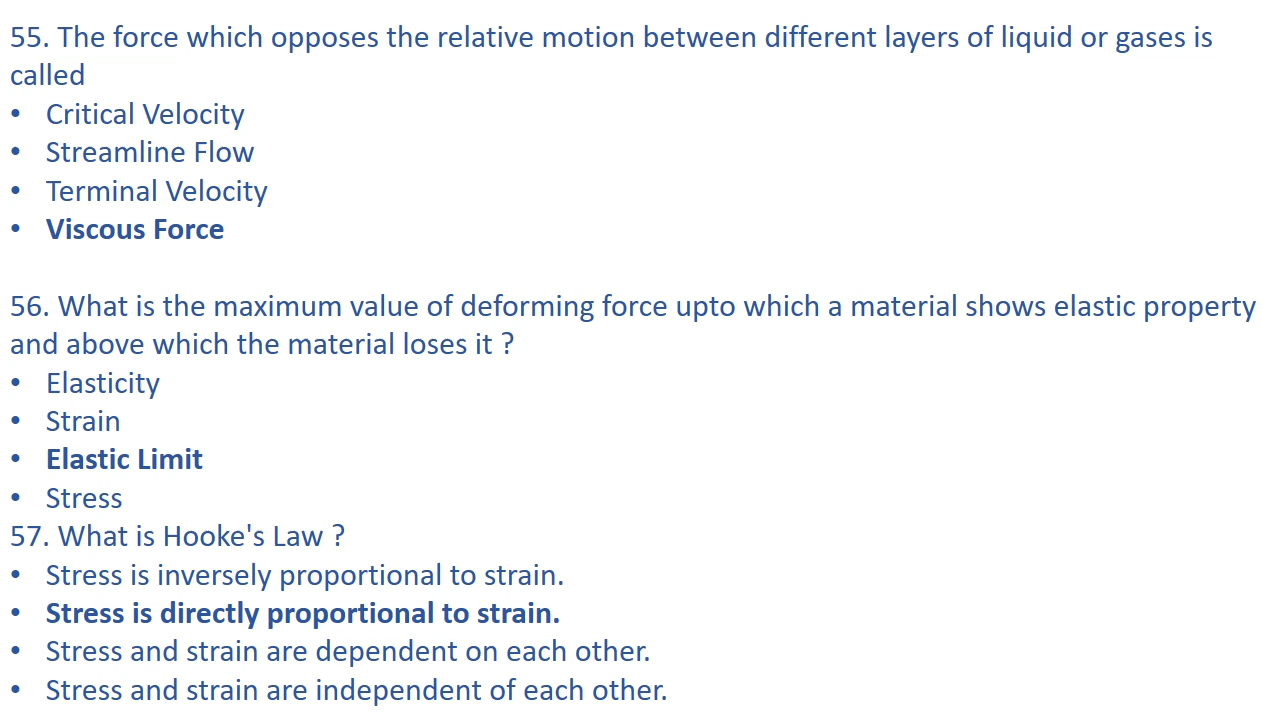 55. The force which opposes the relative motion between different layers of liquid or gases is
called
• Critical Velocity
• Streamline Flow
• Terminal Velocity
• Viscous Force
56. What is the maximum value of deforming force upto which a material shows elastic property
and above which the material loses it ?
• Elasticity
• Strain
• Elastic Limit
• Stress
57. What is Hooke's Law ?
• Stress is inversely proportional to strain.
• Stress is directly proportional to strain.
• Stress and strain are dependent on each other.
• Stress and strain are independent of each other.